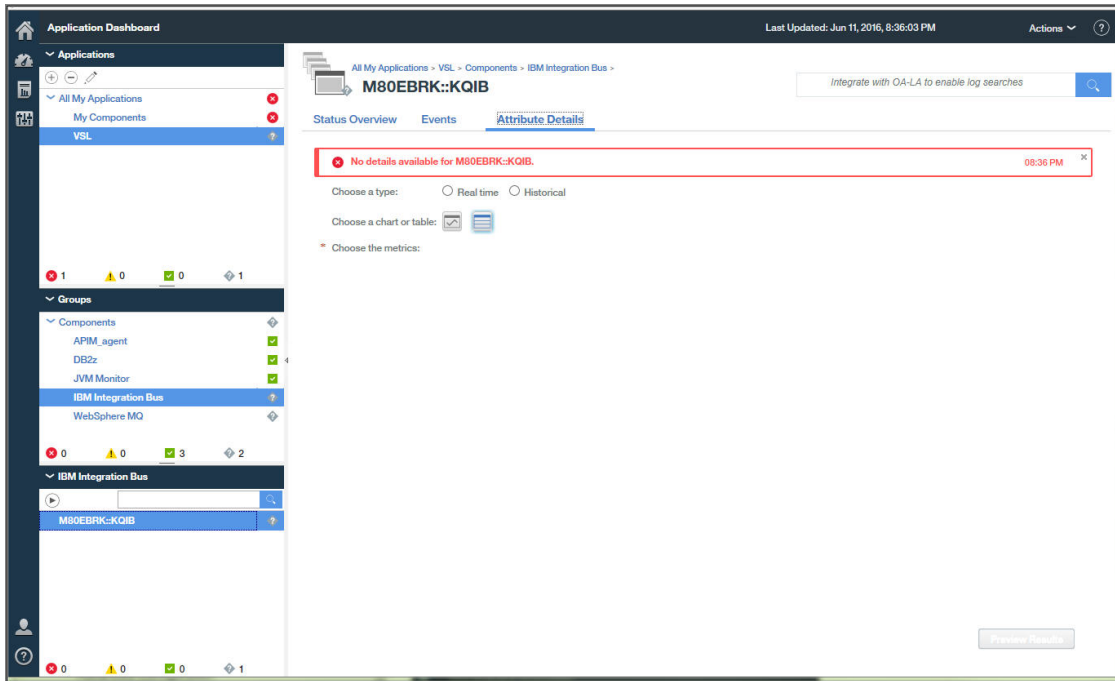 Application Dashboard
Last Updated: Jun 11, 2016, 8:36:03 PM
Actions
?
Applications
All My Applications
My Components
VSL
1 0 0 1
Groups
Components
APIM_agent
DB2z
JVM Monitor
IBM Integration Bus
WebSphere MQ
0 0 3 2
IBM Integration Bus
M80EBRK::KQIB
0 0 0 1
All My Applications > VSL > Components > IBM Integration Bus >
M80EBRK::KQIB
Integrate with OA-LA to enable log searches
Status Overview Events Attribute Details
No details available for M80EBRK::KQIB. 08:36 PM ×
Choose a type: Real time Historical
Choose a chart or table:
* Choose the metrics:
Preview Results